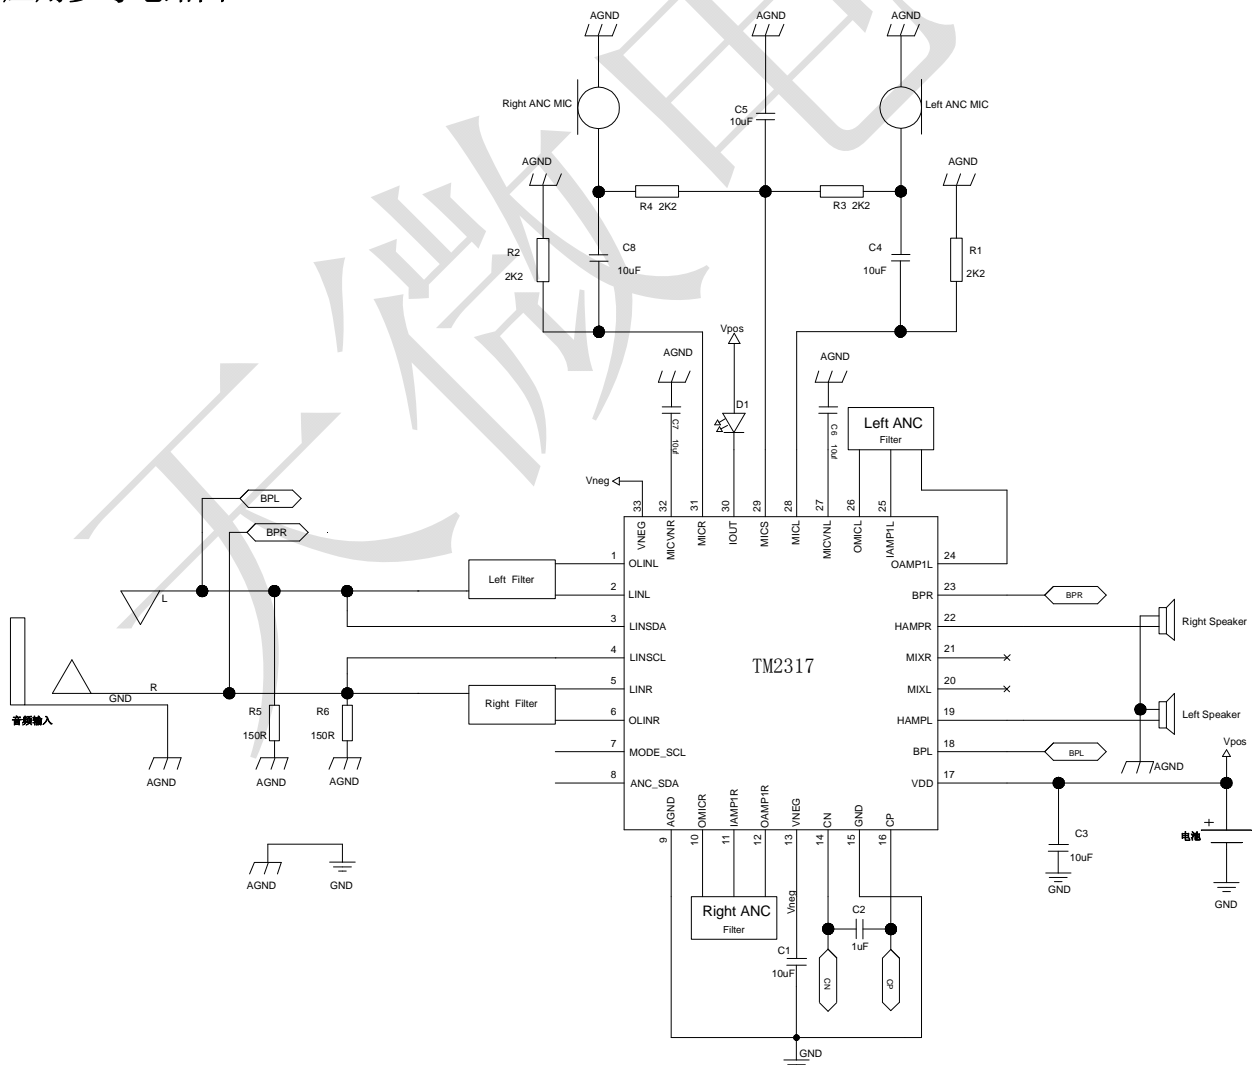 AGND
AGND
AGND
Right ANC MIC
C5
10uF
Left ANC MIC
AGND
AGND
R4 2K2
R3 2K2
R2
2K2
C8
10uF
C4
10uF
R1
2K2
Vpos
AGND
AGND
D1
C7 10uf
C6 10uf
Left ANC
Filter
Vneg
BPL
BPR
33
32
31
30
29
28
27
26
25
VNEG
MICVNR
MICR
IOUT
MICS
MICL
MICVNL
OMICL
IAMP1L
Left Filter
1
OLINL
2
LINL
3
LINSDA
4
LINSCL
5
LINR
6
OLINR
7
MODE_SCL
8
ANC_SDA
L
R
GND
音频输入
AGND
Right Filter
R5
150R
R6
150R
AGND
AGND
AGND
GND
TM2317
OAMP1L
24
BPR
23
BPR
HAMPR
22
Right Speaker
MIXR
21
MIXL
20
HAMPL
19
Left Speaker
BPL
18
BPL
AGND
Vpos
VDD
17
AGND
OMICR
IAMP1R
OAMP1R
VNEG
CN
GND
CP
9
10
11
12
13
14
15
16
Right ANC
Filter
Vneg
C1
10uF
C2
1uF
CN
CP
GND
C3
10uF
GND
电池
+
GND
天微电